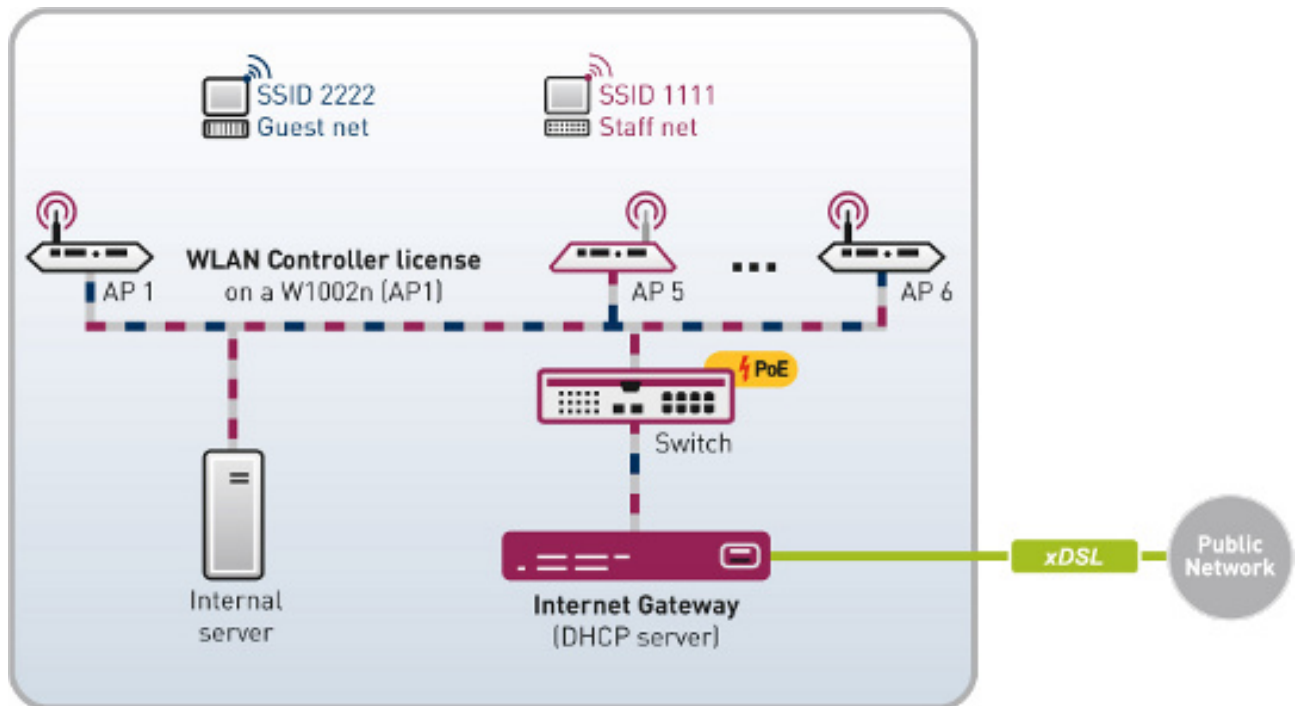 SSID 2222
Guest net
SSID 1111
Staff net
WLAN Controller license
on a W1002n (AP1)
AP 1
AP 5
...
AP 6
PoE
Switch
Internal
server
Internet Gateway
(DHCP server)
xDSL
Public
Network